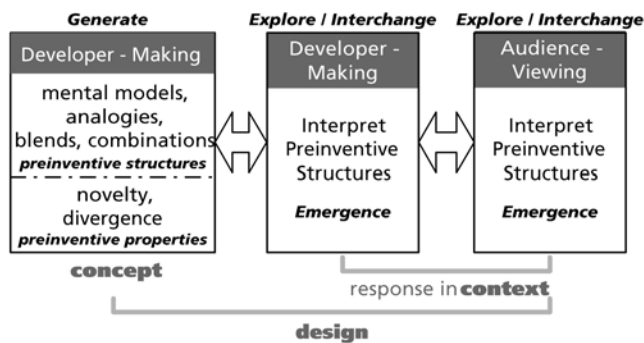 Generate
Developer - Making
mental models,
analogies,
blends, combinations
preinventive structures
novelty,
divergence
preinventive properties
concept
Explore / Interchange
Developer -
Making
Interpret
Preinventive
Structures
Emergence
Explore / Interchange
Audience -
Viewing
Interpret
Preinventive
Structures
Emergence
response in context
design